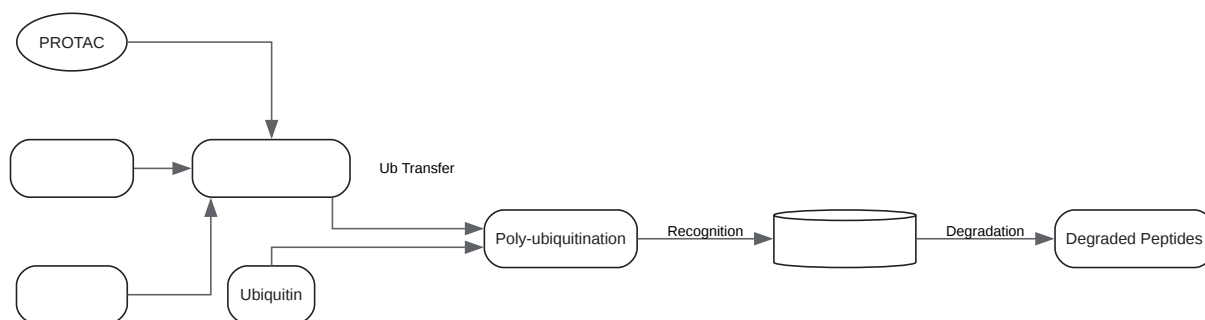 PROTAC
Ub Transfer
Poly-ubiquitination
Recognition
Degradation
Degraded Peptides
Ubiquitin